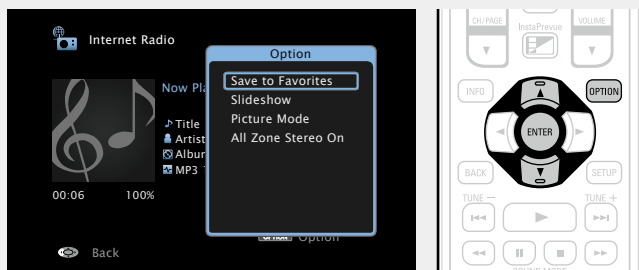 Internet Radio
Option
Now Pla
Save to Favorites
Slideshow
Picture Mode
All Zone Stereo On
Title
Artist
Album
MP3
00:06
100%
Option
Back
CH/PAGE
InstaPrevue
VOLUME
INFO
OPTION
ENTER
BACK
SETUP
TUNE −
TUNE +
SOUND MODE